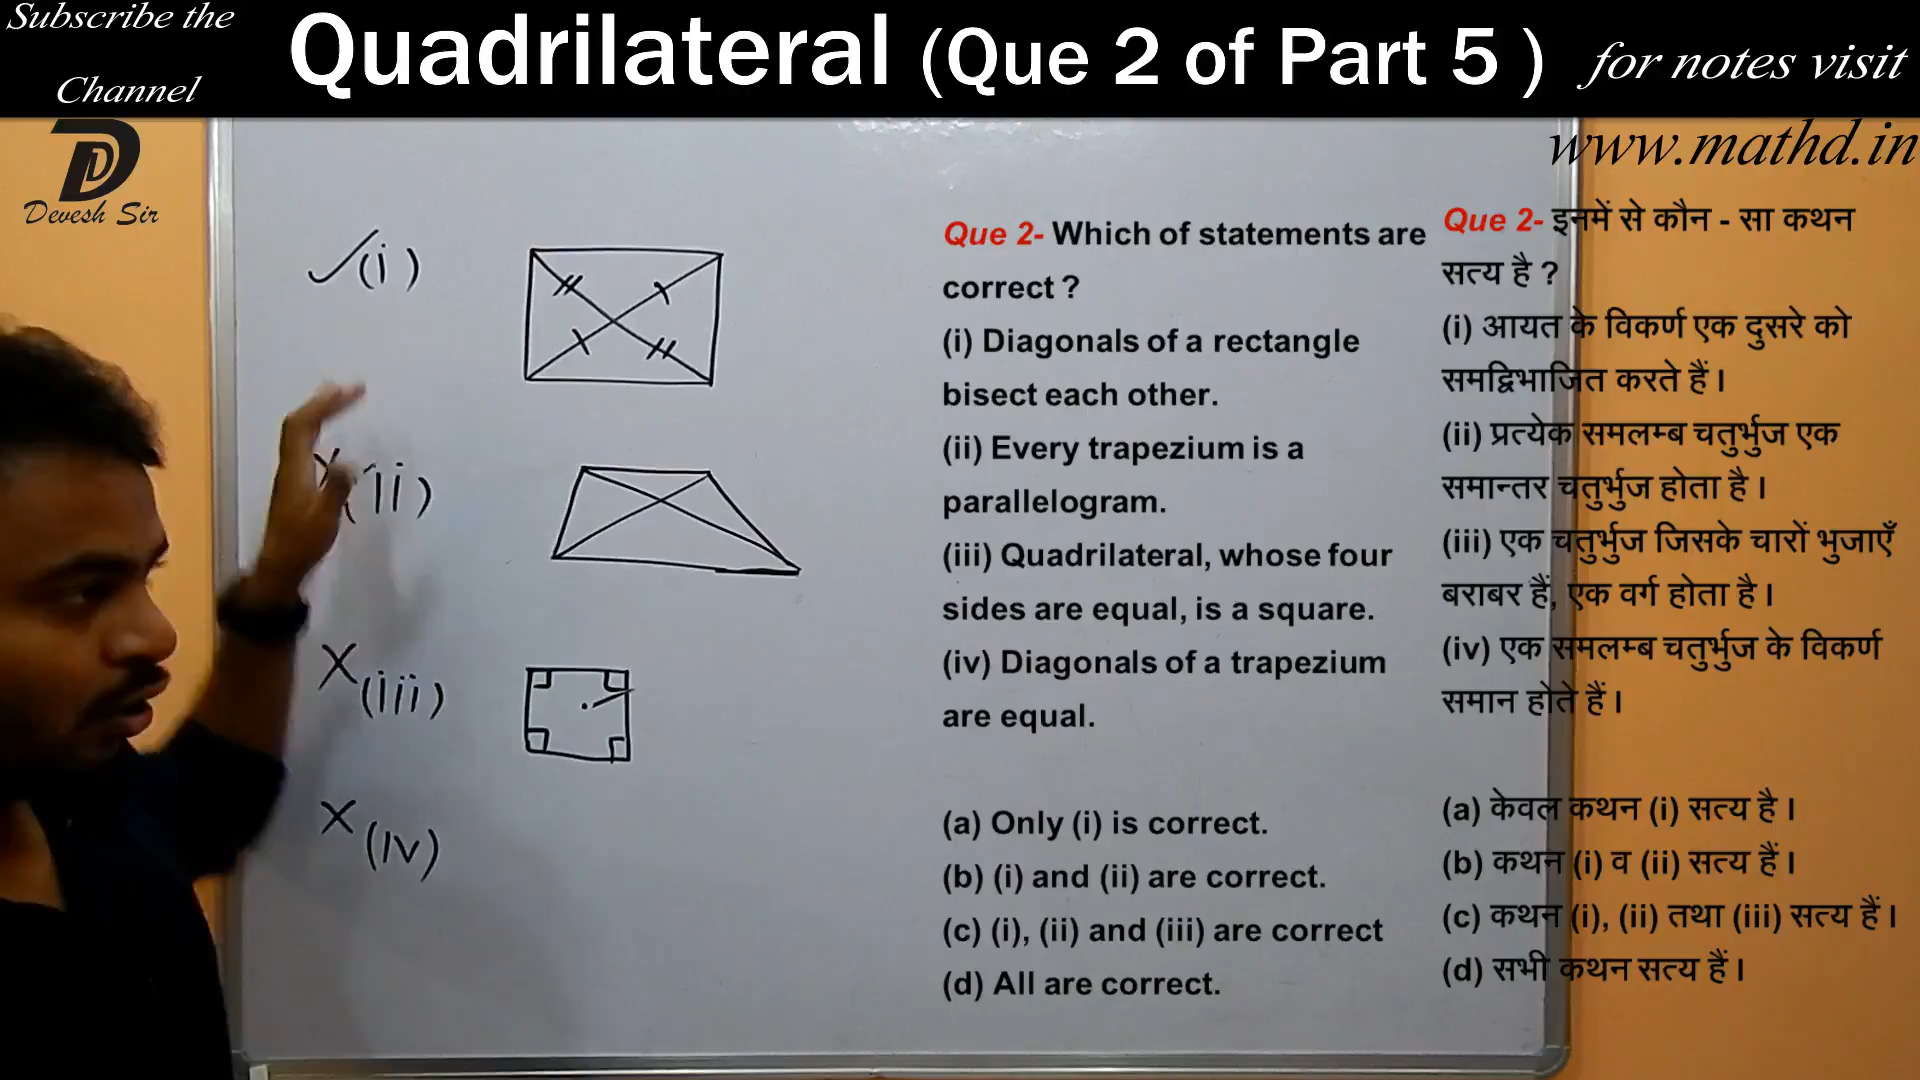 Subscribe the
Channel
Quadrilateral (Que 2 of Part 5 )
for notes visit
www.mathd.in
D
Devesh Sir
(i)
(ii)
X (iii)
X (iv)
Que 2- Which of statements are
correct ?
(i) Diagonals of a rectangle
bisect each other.
(ii) Every trapezium is a
parallelogram.
(iii) Quadrilateral, whose four
sides are equal, is a square.
(iv) Diagonals of a trapezium
are equal.
(a) Only (i) is correct.
(b) (i) and (ii) are correct.
(c) (i), (ii) and (iii) are correct
(d) All are correct.
Que 2- इनमें से कौन - सा कथन
सत्य है ?
(i) आयत के विकर्ण एक दुसरे को
समद्विभाजित करते हैं ।
(ii) प्रत्येक समलम्ब चतुर्भुज एक
समान्तर चतुर्भुज होता है ।
(iii) एक चतुर्भुज जिसके चारों भुजाएँ
बराबर हैं, एक वर्ग होता है ।
(iv) एक समलम्ब चतुर्भुज के विकर्ण
समान होते हैं ।
(a) केवल कथन (i) सत्य है ।
(b) कथन (i) व (ii) सत्य हैं ।
(c) कथन (i), (ii) तथा (iii) सत्य हैं ।
(d) सभी कथन सत्य हैं ।